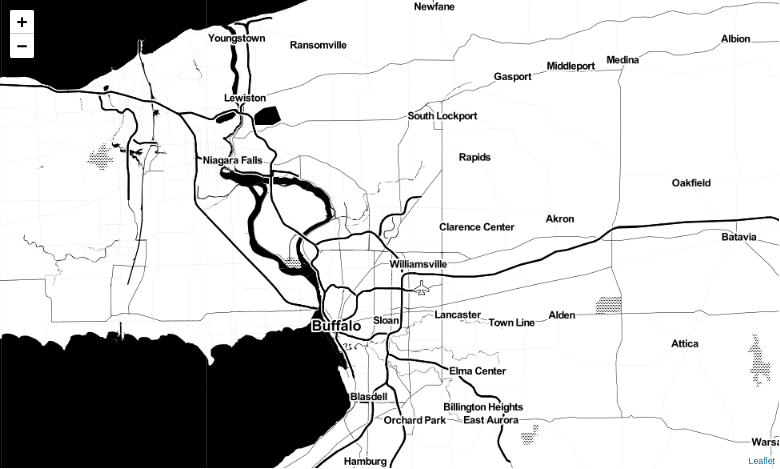 Newfane
+
−
Youngstown
Ransomville
Albion
Medina
Middleport
Gasport
Lewiston
South Lockport
Niagara Falls
Rapids
Oakfield
Akron
Clarence Center
Batavia
Williamsville
Buffalo
Sloan
Lancaster
Town Line
Alden
Attica
Elma Center
Blasdell
Billington Heights
Orchard Park
East Aurora
Warsa
Hamburg
Leaflet